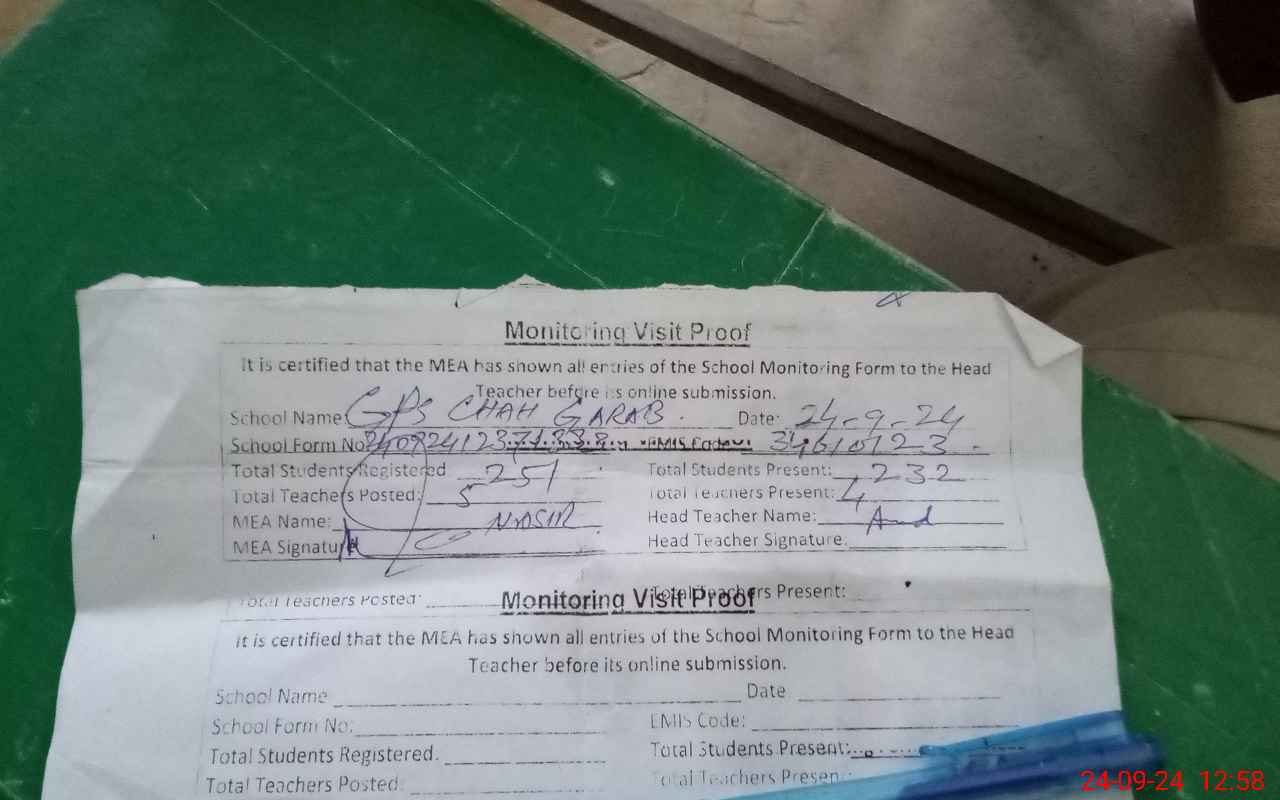 Monitoring Visit Proof
It is certified that the MEA has shown all entries of the School Monitoring Form to the Head
Teacher before its online submission.
School Name: GPS CHAH GARAB Date: 24-9-24
School Form No: EMIS Code: 34610123
Total Students Registered 251 Total Students Present: 232
Total Teachers Posted: 5 Total Teachers Present: 4
MEA Name: NASIR Head Teacher Name:
MEA Signature Head Teacher Signature.
Total Teachers Posted: Total Teachers Present:
Monitoring Visit Proof
It is certified that the MEA has shown all entries of the School Monitoring Form to the Head
Teacher before its online submission.
School Name Date
School Form No: EMIS Code:
Total Students Registered. Total Students Present:
Total Teachers Posted: Total Teachers Presen:
24-09-24 12:58